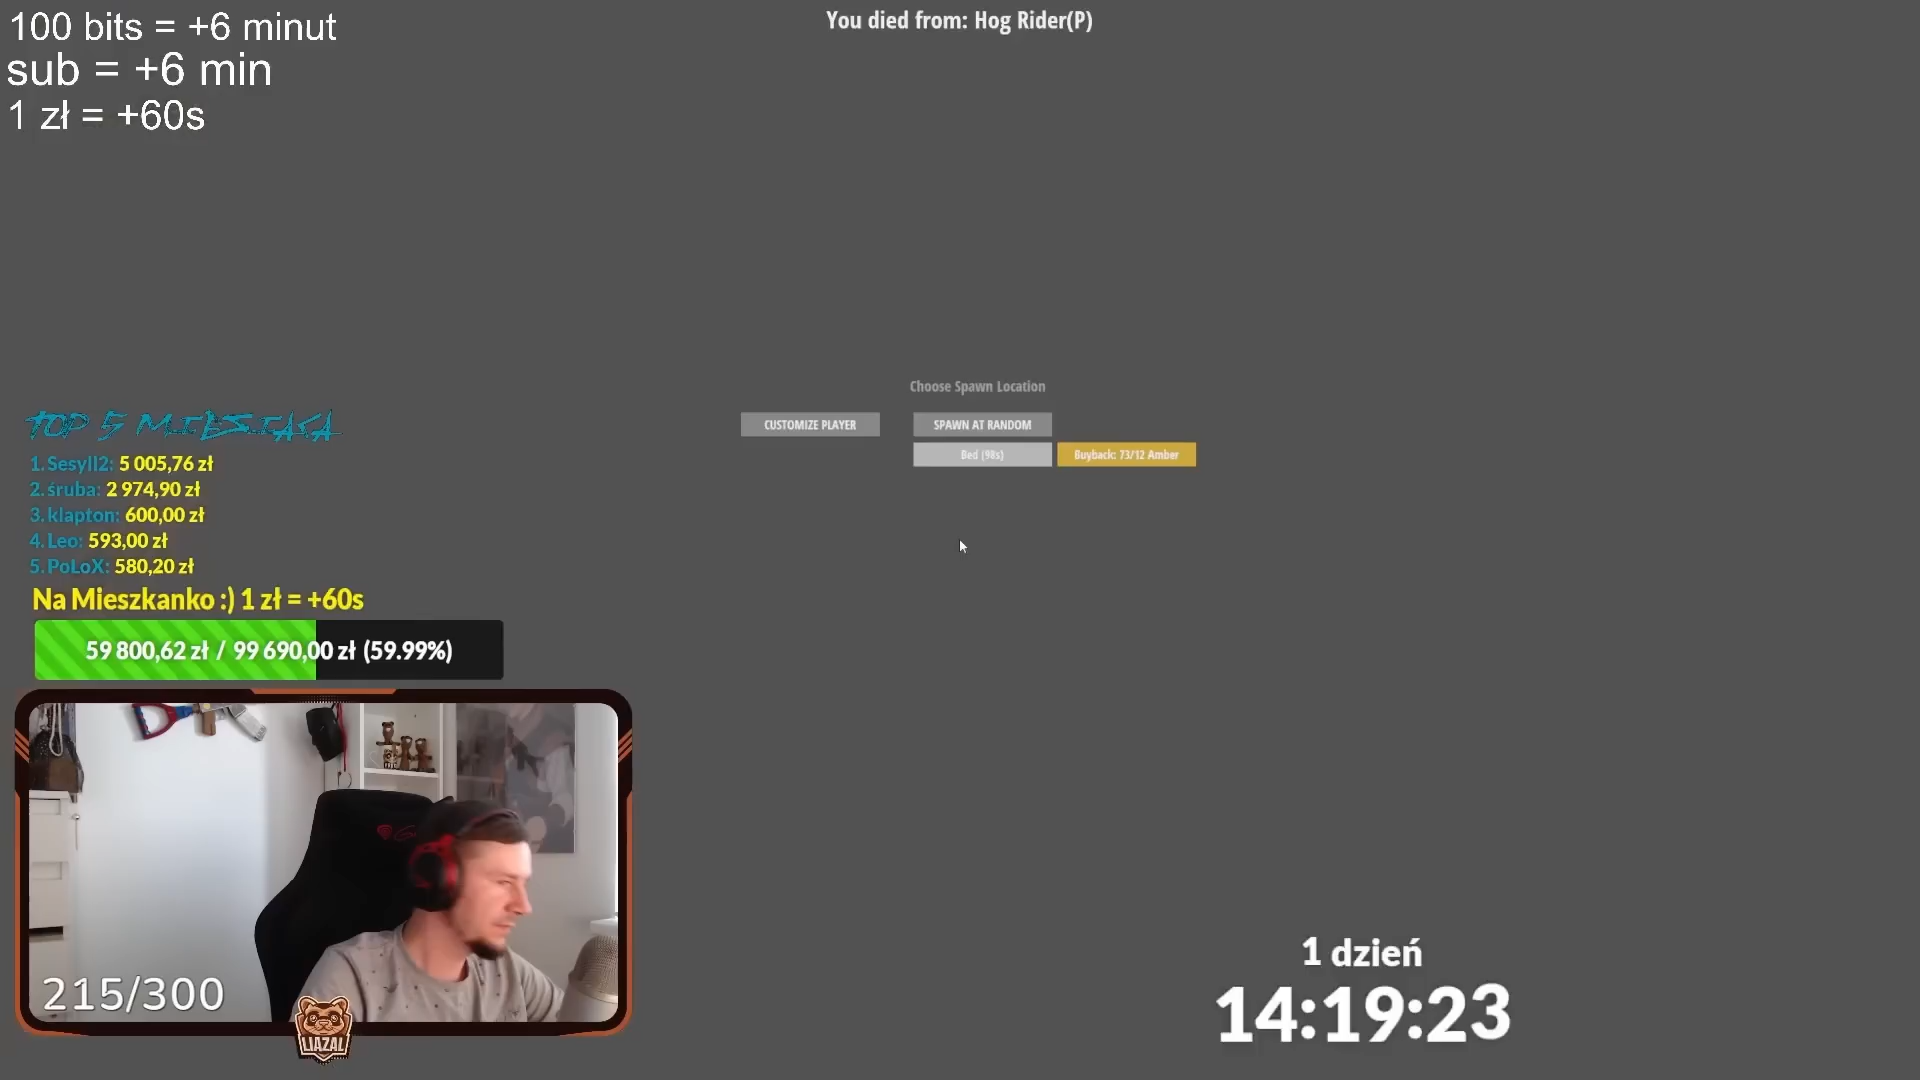 100 bits = +6 minut
sub = +6 min
1 zł = +60s
You died from: Hog Rider(P)
Choose Spawn Location
CUSTOMIZE PLAYER
SPAWN AT RANDOM
Bed (98s)
Buyback: 73/12 Amber
TOP 5 MIESIĄCA
1. Sesyll2: 5 005,76 zł
2. śruba: 2 974,90 zł
3. klapton: 600,00 zł
4. Leo: 593,00 zł
5. PoLoX: 580,20 zł
Na Mieszkanko :) 1 zł = +60s
59 800,62 zł / 99 690,00 zł (59.99%)
215/300
LIAZAL
1 dzień
14:19:23